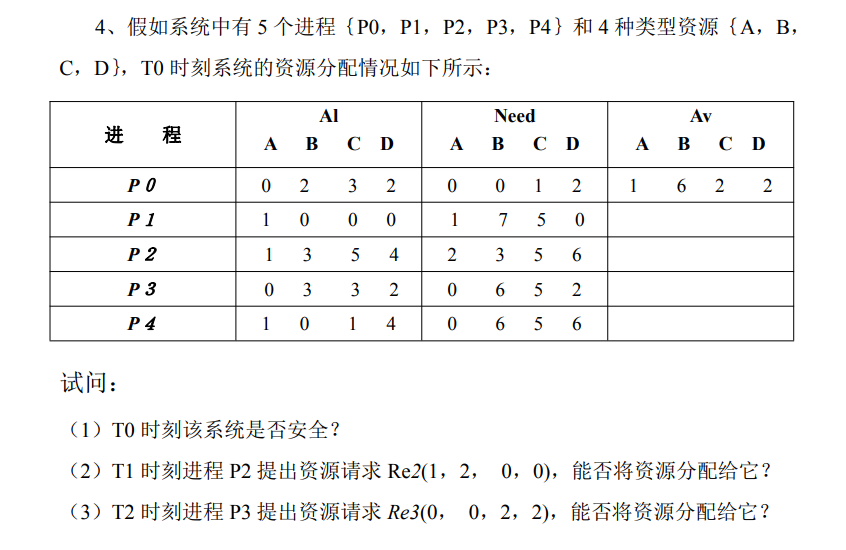 4、假如系统中有 5 个进程{P0，P1，P2，P3，P4}和 4 种类型资源{A，B，
C，D}，T0 时刻系统的资源分配情况如下所示：
进 程 Al Need Av
A B C D A B C D A B C D
P0 0 2 3 2 0 0 1 2 1 6 2 2
P1 1 0 0 0 1 7 5 0
P2 1 3 5 4 2 3 5 6
P3 0 3 3 2 0 6 5 2
P4 1 0 1 4 0 6 5 6
试问：
（1）T0 时刻该系统是否安全？
（2）T1 时刻进程 P2 提出资源请求 Re2(1，2， 0，0)，能否将资源分配给它？
（3）T2 时刻进程 P3 提出资源请求 Re3(0， 0，2，2)，能否将资源分配给它？